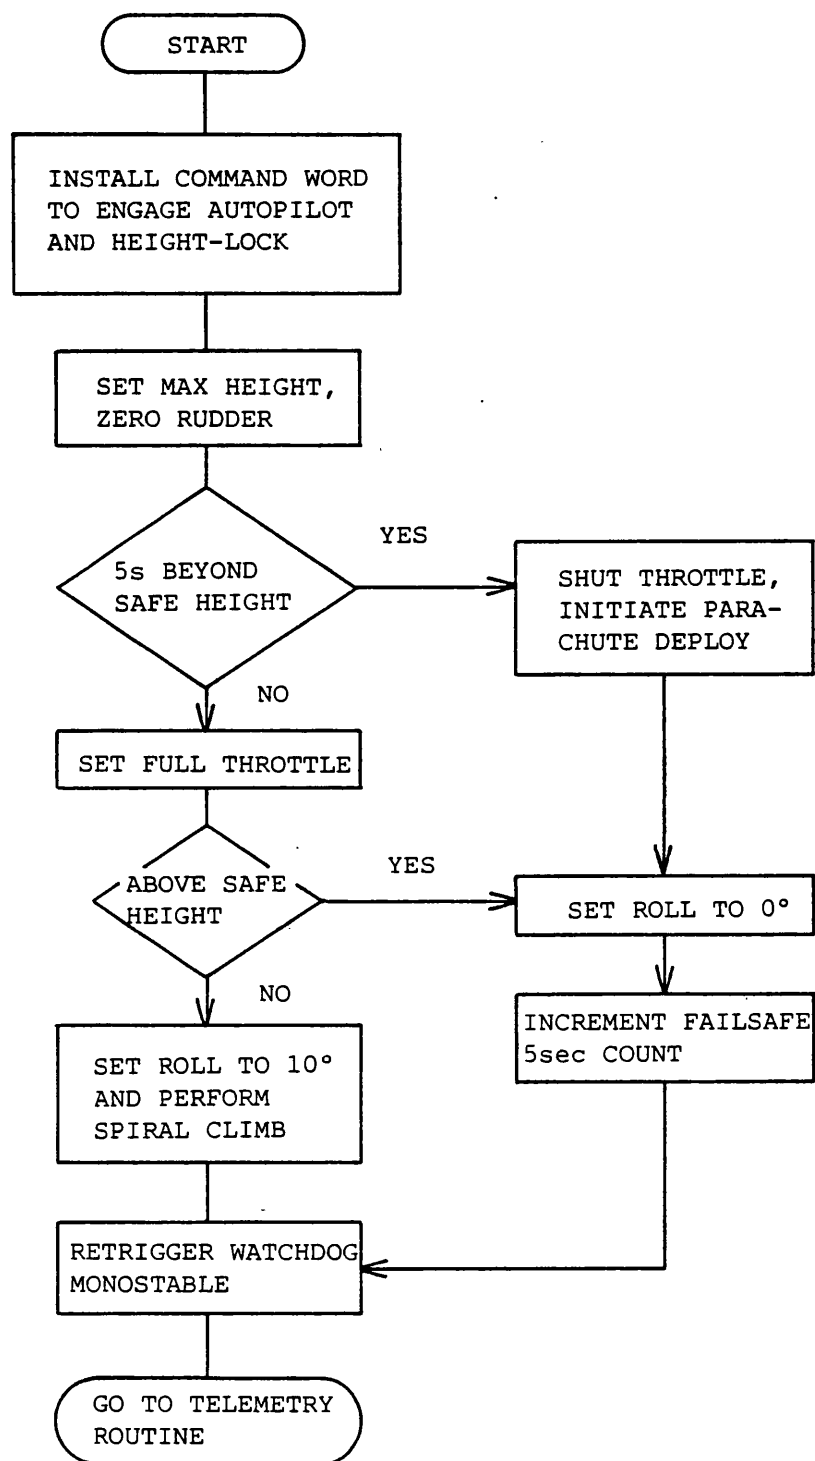 START
INSTALL COMMAND WORD
TO ENGAGE AUTOPILOT
AND HEIGHT-LOCK
SET MAX HEIGHT,
ZERO RUDDER
5s BEYOND
SAFE HEIGHT
YES
SHUT THROTTLE,
INITIATE PARA-
CHUTE DEPLOY
NO
SET FULL THROTTLE
ABOVE SAFE
HEIGHT
YES
SET ROLL TO 0°
NO
INCREMENT FAILSAFE
5sec COUNT
SET ROLL TO 10°
AND PERFORM
SPIRAL CLIMB
RETRIGGER WATCHDOG
MONOSTABLE
GO TO TELEMETRY
ROUTINE